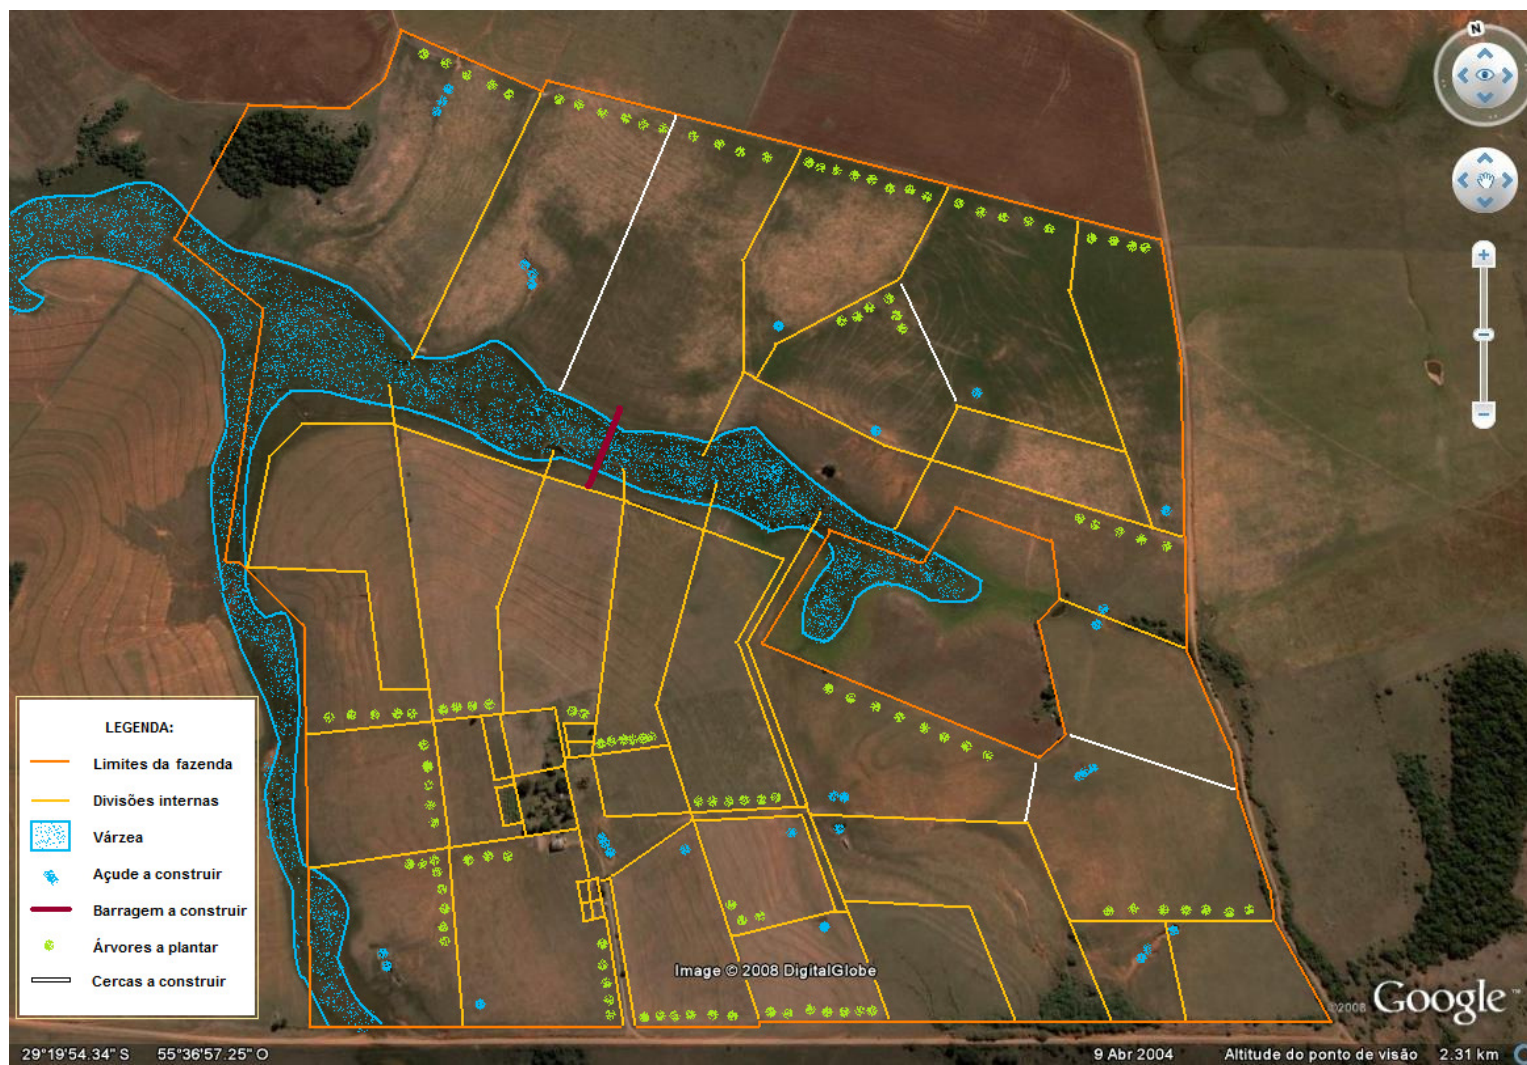 N
LEGENDA:
Limites da fazenda
Divisões internas
Várzea
Açude a construir
Barragem a construir
Árvores a plantar
Cercas a construir
Image © 2008 DigitalGlobe
©2008 Google™
29°19'54.34" S 55°36'57.25" O
9 Abr 2004 Altitude do ponto de visão 2.31 km